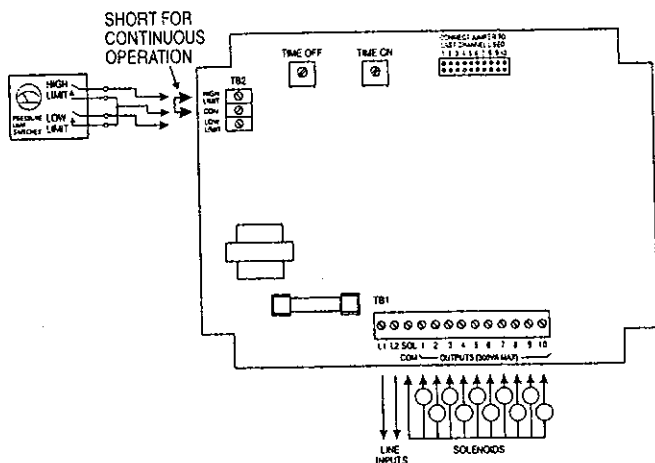 SHORT FOR
CONTINUOUS
OPERATION
TIME OFF
TIME ON
CONNECT JUMPER TO
LAST CHANNEL USED
1 2 3 4 5 6 7 8 9 10
TB2
HIGH
LIMIT
COM
LOW
LIMIT
HIGH
LIMIT
LOW
LIMIT
PRESSURE
LIMIT
SWITCHES
TB1
L1 L2 SOL 1 2 3 4 5 6 7 8 9 10
COM OUTPUTS (300VA MAX)
LINE
INPUTS
SOLENOIDS